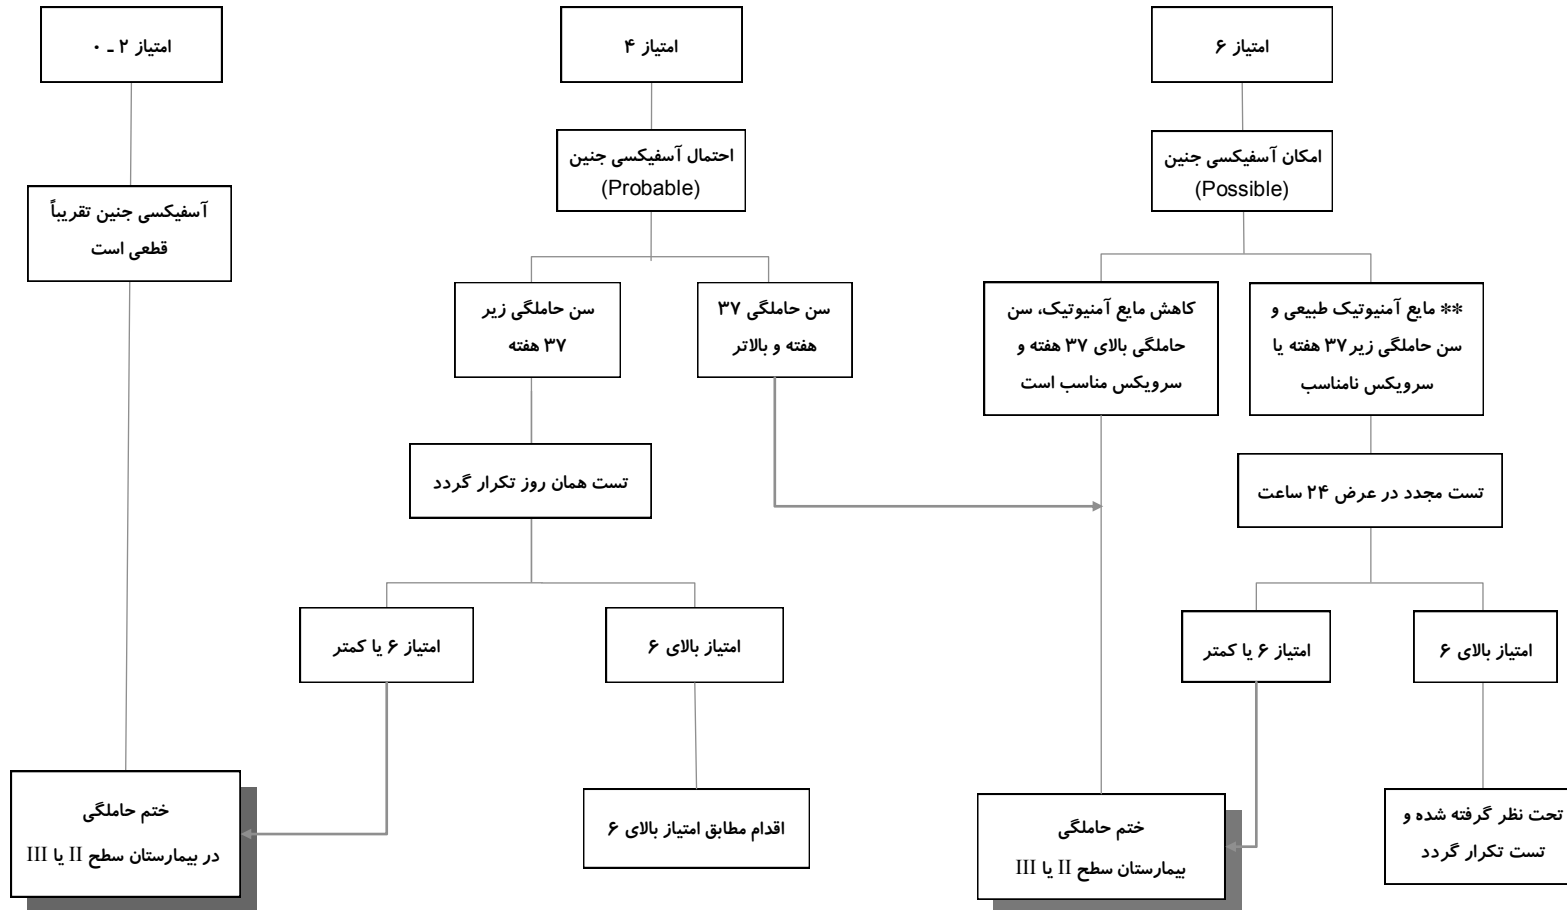 امتیاز ۶
امتیاز ۴
امتیاز ۲ ـ ۰
امکان آسفیکسی جنین
(Possible)
احتمال آسفیکسی جنین
(Probable)
آسفیکسی جنین تقریباً
قطعی است
** مایع آمنیوتیک طبیعی و
سن حاملگی زیر ۳۷ هفته یا
سرویکس نامناسب
کاهش مایع آمنیوتیک، سن
حاملگی بالای ۳۷ هفته و
سرویکس مناسب است
سن حاملگی ۳۷
هفته و بالاتر
سن حاملگی زیر
۳۷ هفته
تست مجدد در عرض ۲۴ ساعت
تست همان روز تکرار گردد
امتیاز بالای ۶
امتیاز ۶ یا کمتر
امتیاز بالای ۶
امتیاز ۶ یا کمتر
تحت نظر گرفته شده و
تست تکرار گردد
ختم حاملگی
بیمارستان سطح II یا III
اقدام مطابق امتیاز بالای ۶
ختم حاملگی
در بیمارستان سطح II یا III